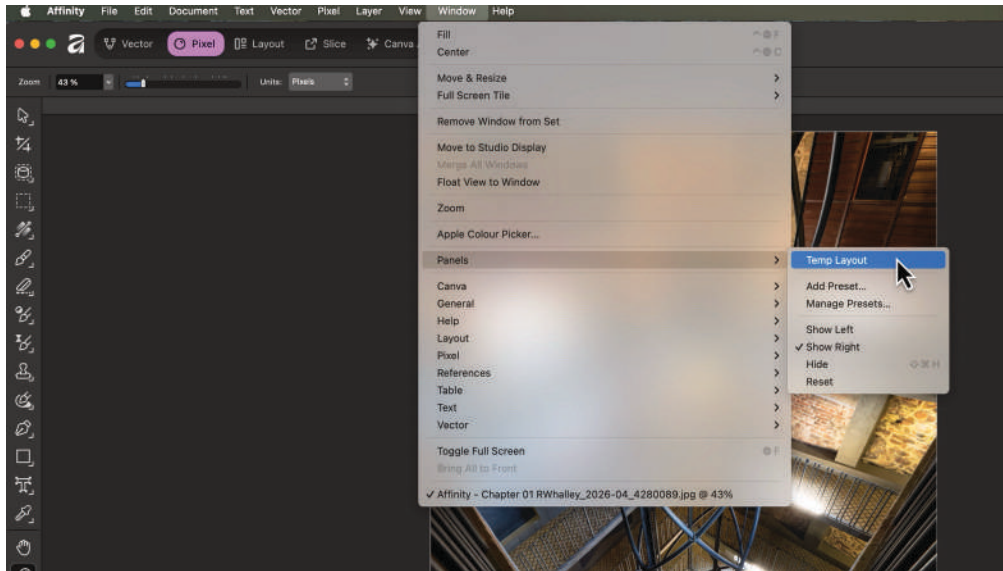 Affinity File Edit Document Text Vector Pixel Layer View Window Help
Vector Pixel Layout Slice Canva
Zoom 43 % Units: Pixels
Fill
Center
Move & Resize
Full Screen Tile
Remove Window from Set
Move to Studio Display
Merge All Windows
Float View to Window
Zoom
Apple Colour Picker...
Panels
Canva
General
Help
Layout
Pixel
References
Table
Text
Vector
Toggle Full Screen
Bring All to Front
✓ Affinity - Chapter 01 RWhalley_2026-04_4280089.jpg @ 43%
Temp Layout
Add Preset...
Manage Presets...
Show Left
✓ Show Right
Hide ⇧⌘H
Reset